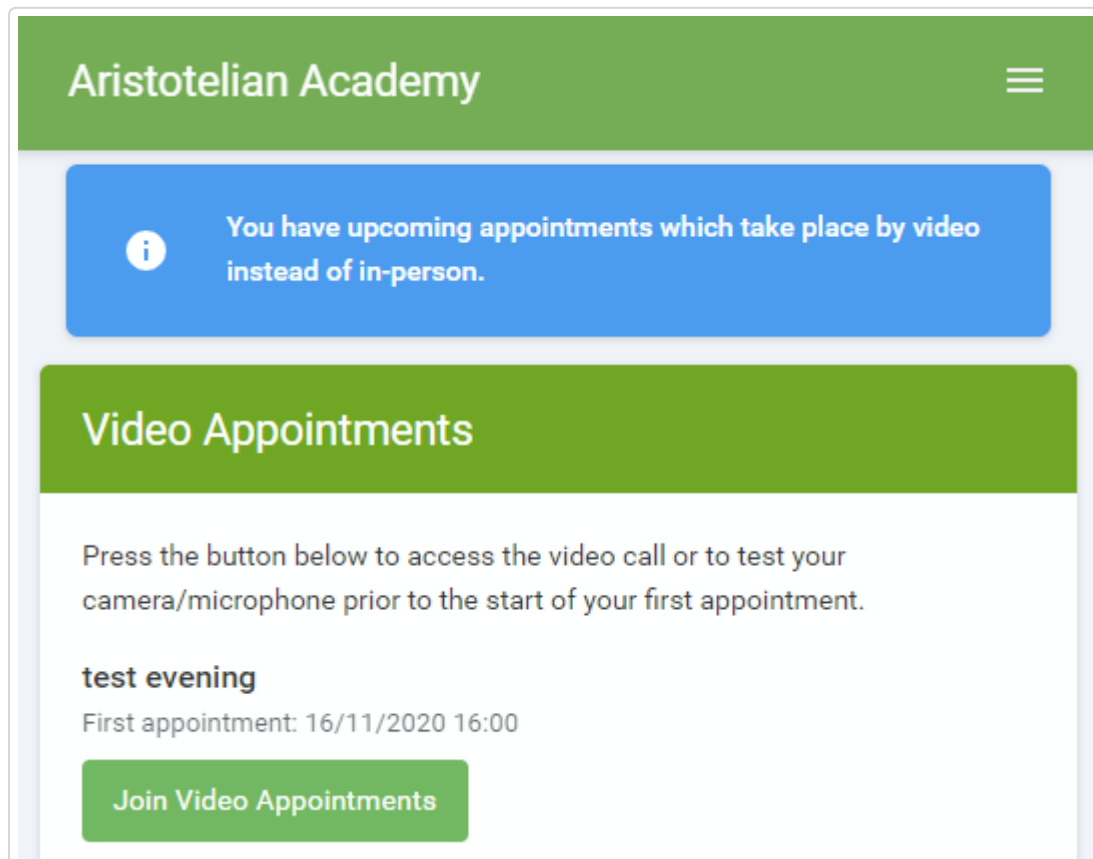 Aristotelian Academy
You have upcoming appointments which take place by video
instead of in-person.
Video Appointments
Press the button below to access the video call or to test your
camera/microphone prior to the start of your first appointment.
test evening
First appointment: 16/11/2020 16:00
Join Video Appointments